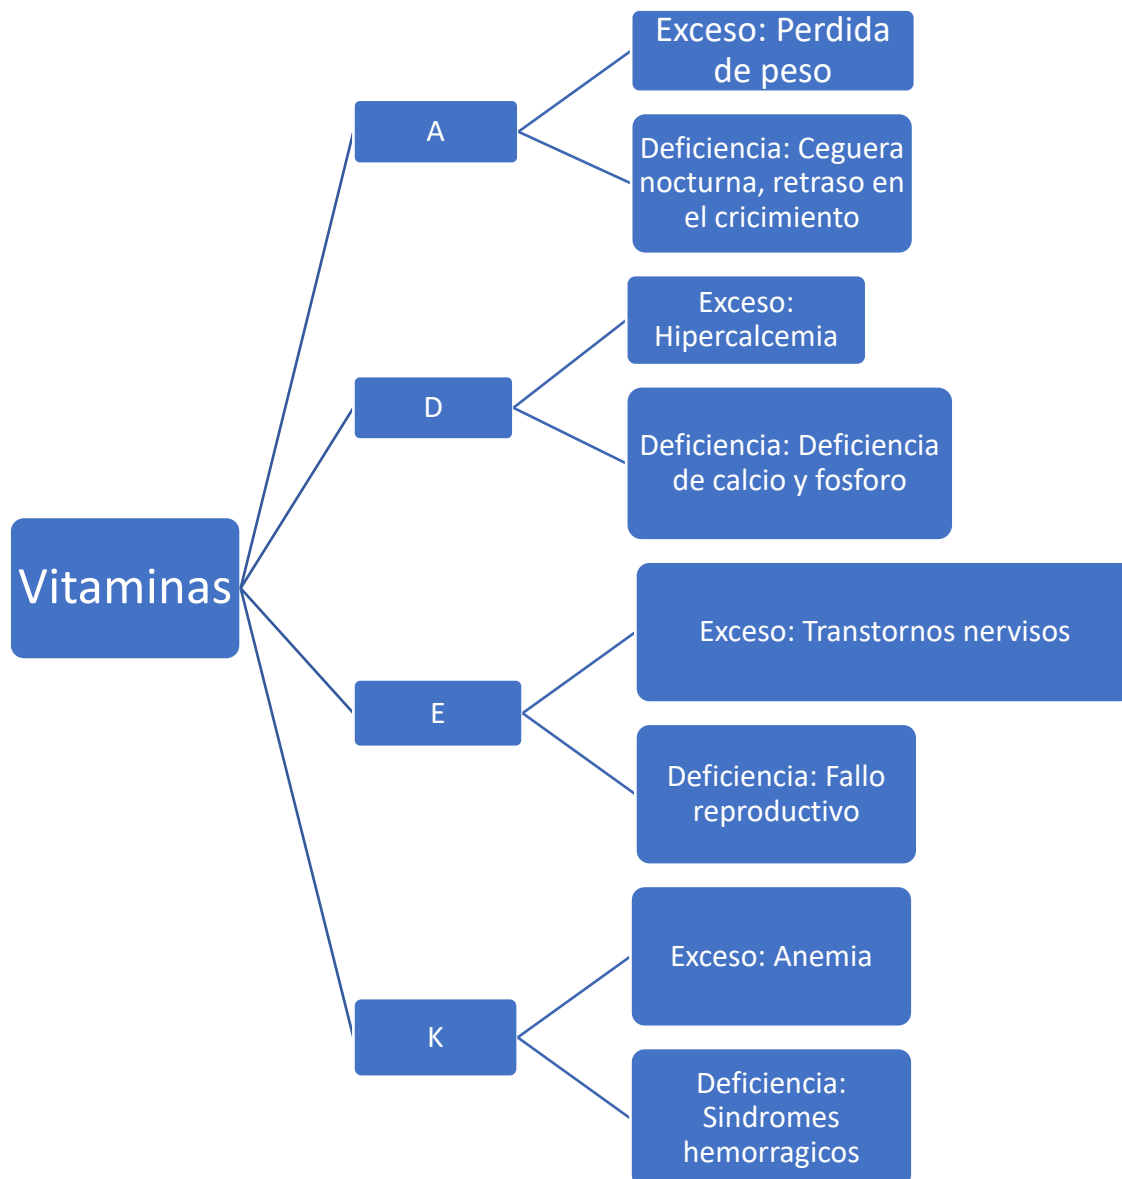 Vitaminas
A
Exceso: Perdida
de peso
Deficiencia: Ceguera
nocturna, retraso en
el cricimiento
D
Exceso:
Hipercalcemia
Deficiencia: Deficiencia
de calcio y fosforo
E
Exceso: Transtornos nervisos
Deficiencia: Fallo
reproductivo
K
Exceso: Anemia
Deficiencia:
Sindromes
hemorragicos